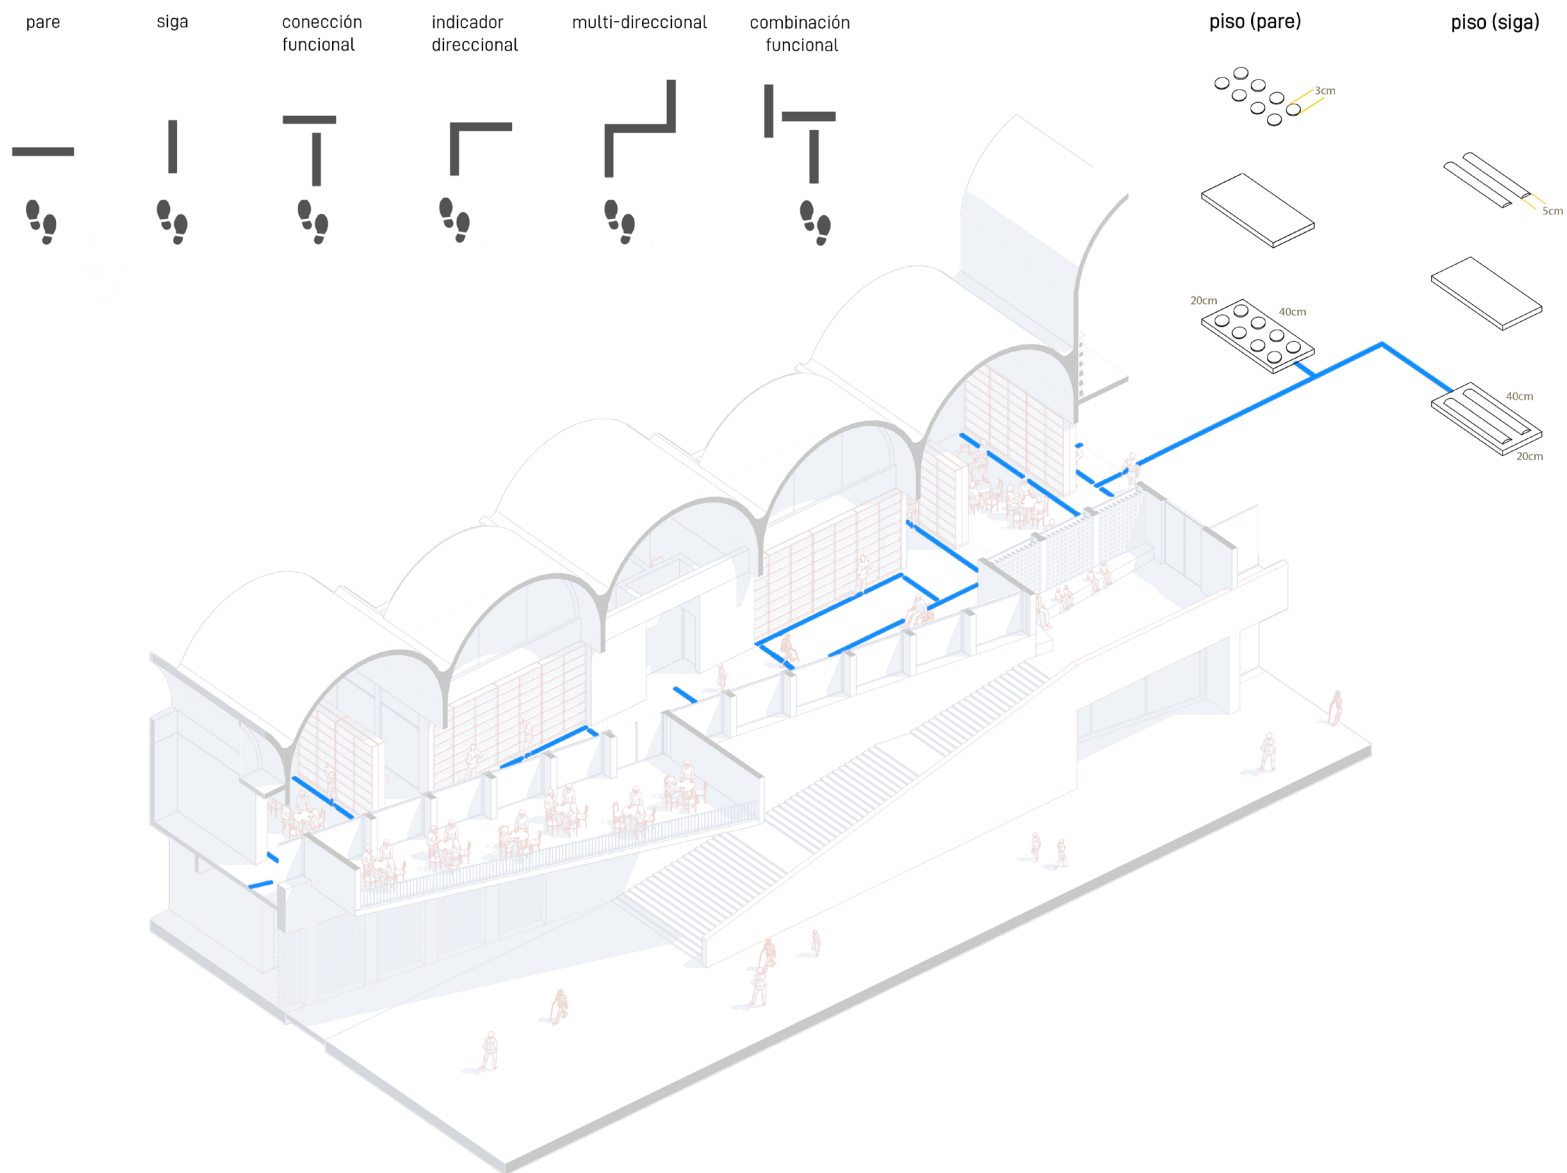 pare
siga
conección
funcional
indicador
direccional
multi-direccional
combinación
funcional
piso (pare)
piso (siga)
3cm
5cm
20cm
40cm
40cm
20cm